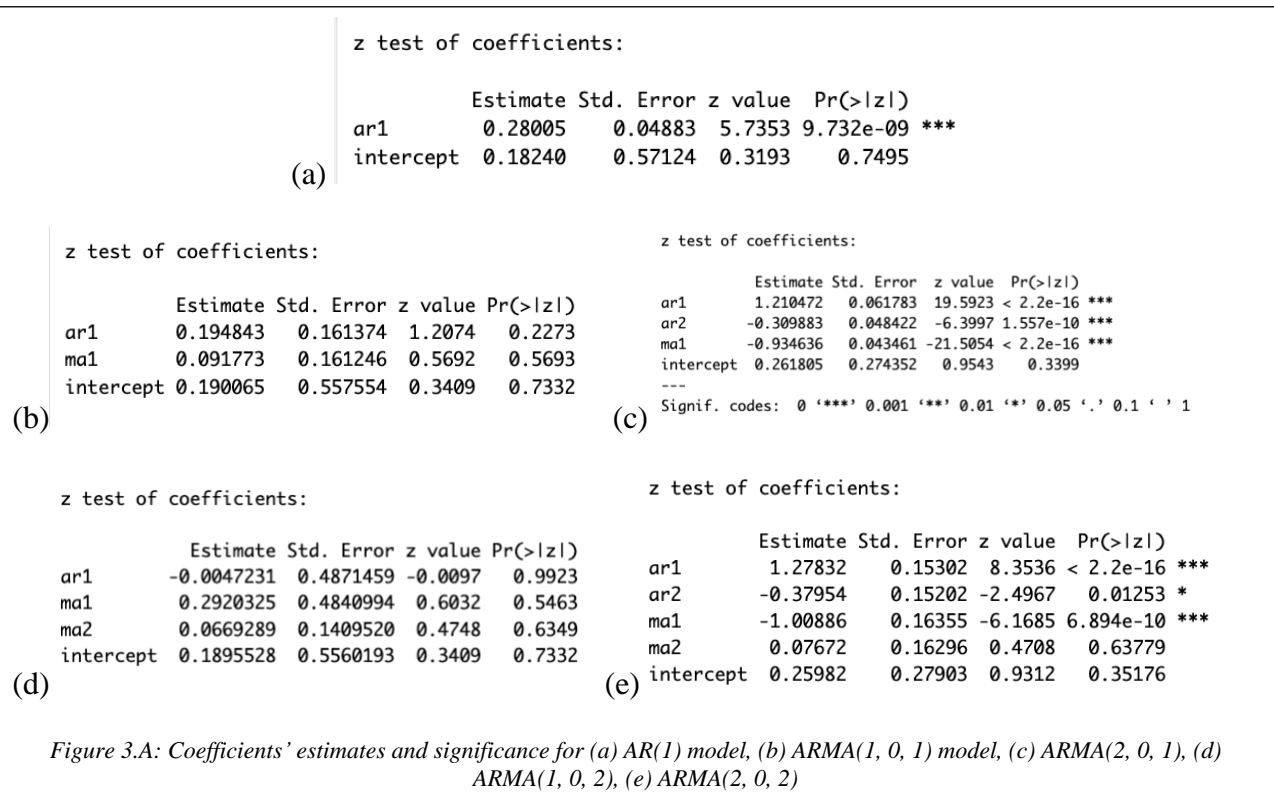 z test of coefficients:
Estimate Std. Error z value Pr(>|z|)
ar1 0.28005 0.04883 5.7353 9.732e-09 ***
intercept 0.18240 0.57124 0.3193 0.7495
(a)
z test of coefficients:
Estimate Std. Error z value Pr(>|z|)
ar1 0.194843 0.161374 1.2074 0.2273
ma1 0.091773 0.161246 0.5692 0.5693
intercept 0.190065 0.557554 0.3409 0.7332
(b)
z test of coefficients:
Estimate Std. Error z value Pr(>|z|)
ar1 1.210472 0.061783 19.5923 < 2.2e-16 ***
ar2 -0.309883 0.048422 -6.3997 1.557e-10 ***
ma1 -0.934636 0.043461 -21.5054 < 2.2e-16 ***
intercept 0.261805 0.274352 0.9543 0.3399
---
Signif. codes: 0 ‘***’ 0.001 ‘**’ 0.01 ‘*’ 0.05 ‘.’ 0.1 ‘ ’ 1
(c)
z test of coefficients:
Estimate Std. Error z value Pr(>|z|)
ar1 -0.0047231 0.4871459 -0.0097 0.9923
ma1 0.2920325 0.4840994 0.6032 0.5463
ma2 0.0669289 0.1409520 0.4748 0.6349
intercept 0.1895528 0.5560193 0.3409 0.7332
(d)
z test of coefficients:
Estimate Std. Error z value Pr(>|z|)
ar1 1.27832 0.15302 8.3536 < 2.2e-16 ***
ar2 -0.37954 0.15202 -2.4967 0.01253 *
ma1 -1.00886 0.16355 -6.1685 6.894e-10 ***
ma2 0.07672 0.16296 0.4708 0.63779
intercept 0.25982 0.27903 0.9312 0.35176
(e)
Figure 3.A: Coefficients’ estimates and significance for (a) AR(1) model, (b) ARMA(1, 0, 1) model, (c) ARMA(2, 0, 1), (d)
ARMA(1, 0, 2), (e) ARMA(2, 0, 2)